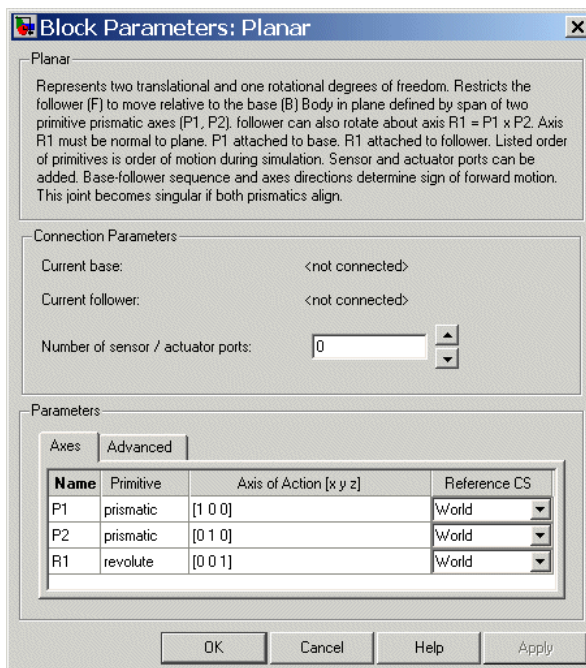 Block Parameters: Planar
Planar
Represents two translational and one rotational degrees of freedom. Restricts the
follower (F) to move relative to the base (B) Body in plane defined by span of two
primitive prismatic axes (P1, P2). follower can also rotate about axis R1 = P1 x P2. Axis
R1 must be normal to plane. P1 attached to base. R1 attached to follower. Listed order
of primitives is order of motion during simulation. Sensor and actuator ports can be
added. Base-follower sequence and axes directions determine sign of forward motion.
This joint becomes singular if both prismatics align.
Connection Parameters
Current base: <not connected>
Current follower: <not connected>
Number of sensor / actuator ports: 0
Parameters
Axes Advanced
Name Primitive Axis of Action [x y z] Reference CS
P1 prismatic [1 0 0] World
P2 prismatic [0 1 0] World
R1 revolute [0 0 1] World
OK Cancel Help Apply